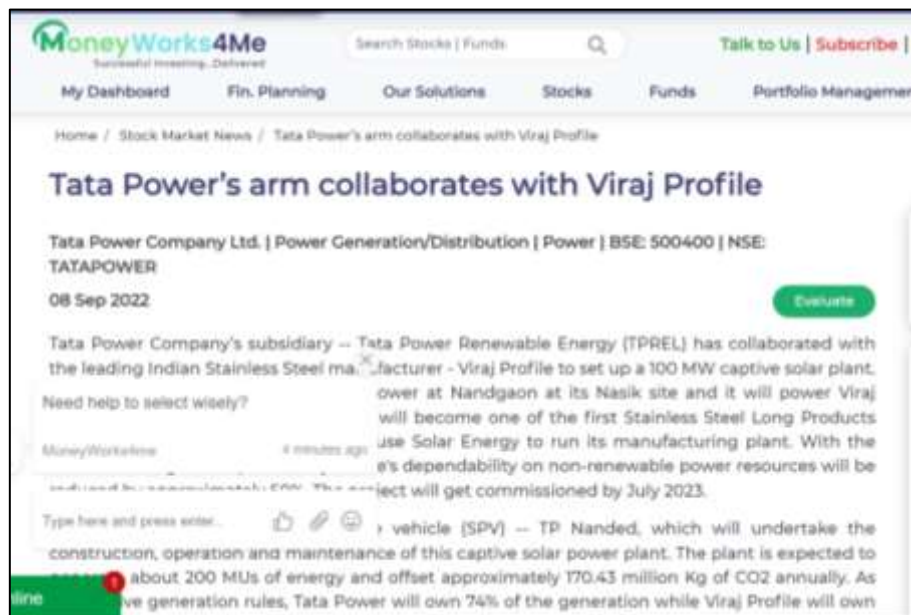 MoneyWorks4Me
Successful Investing...Delivered
Search Stocks | Funds
Talk to Us | Subscribe |
My Dashboard Fin. Planning Our Solutions Stocks Funds Portfolio Managemen
Home / Stock Market News / Tata Power's arm collaborates with Viraj Profile
Tata Power's arm collaborates with Viraj Profile
Tata Power Company Ltd. | Power Generation/Distribution | Power | BSE: 500400 | NSE:
TATAPOWER
08 Sep 2022
Evaluate
Tata Power Company's subsidiary -- Tata Power Renewable Energy (TPREL) has collaborated with
the leading Indian Stainless Steel ma facturer - Viraj Profile to set up a 100 MW captive solar plant.
ower at Nandgaon at its Nasik site and it will power Viraj
Need help to select wisely?
will become one of the first Stainless Steel Long Products
MoneyWorks4me 4 minutes ago
use Solar Energy to run its manufacturing plant. With the
e's dependability on non-renewable power resources will be
reduced by approximately 50%. The project will get commissioned by July 2023.
Type here and press enter..
vehicle (SPV) -- TP Nanded, which will undertake the
construction, operation and maintenance of this captive solar power plant. The plant is expected to
about 200 MUs of energy and offset approximately 170.43 million Kg of CO2 annually. As
nline 1
ve generation rules, Tata Power will own 74% of the generation while Viraj Profile will own